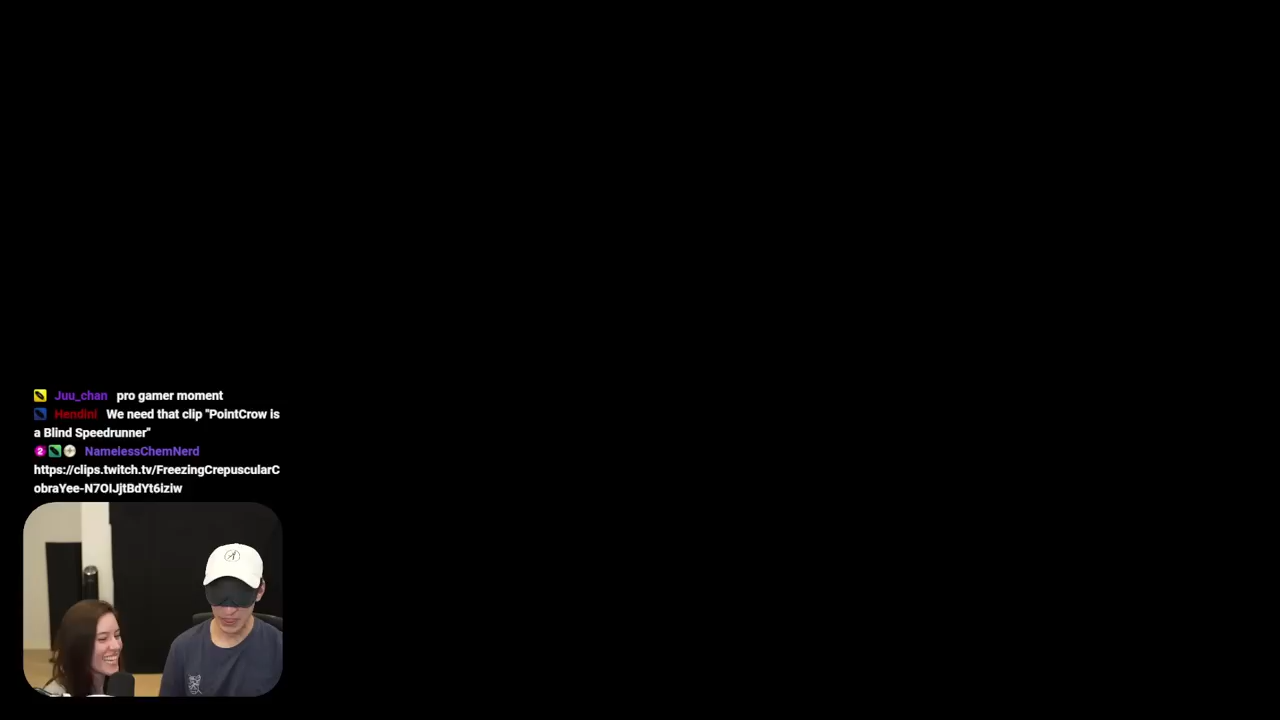 Juu_chan pro gamer moment
Hendini We need that clip "PointCrow is
a Blind Speedrunner"
2 NamelessChemNerd
https://clips.twitch.tv/FreezingCrepuscularC
obraYee-N7OIJjtBdYt6iziw